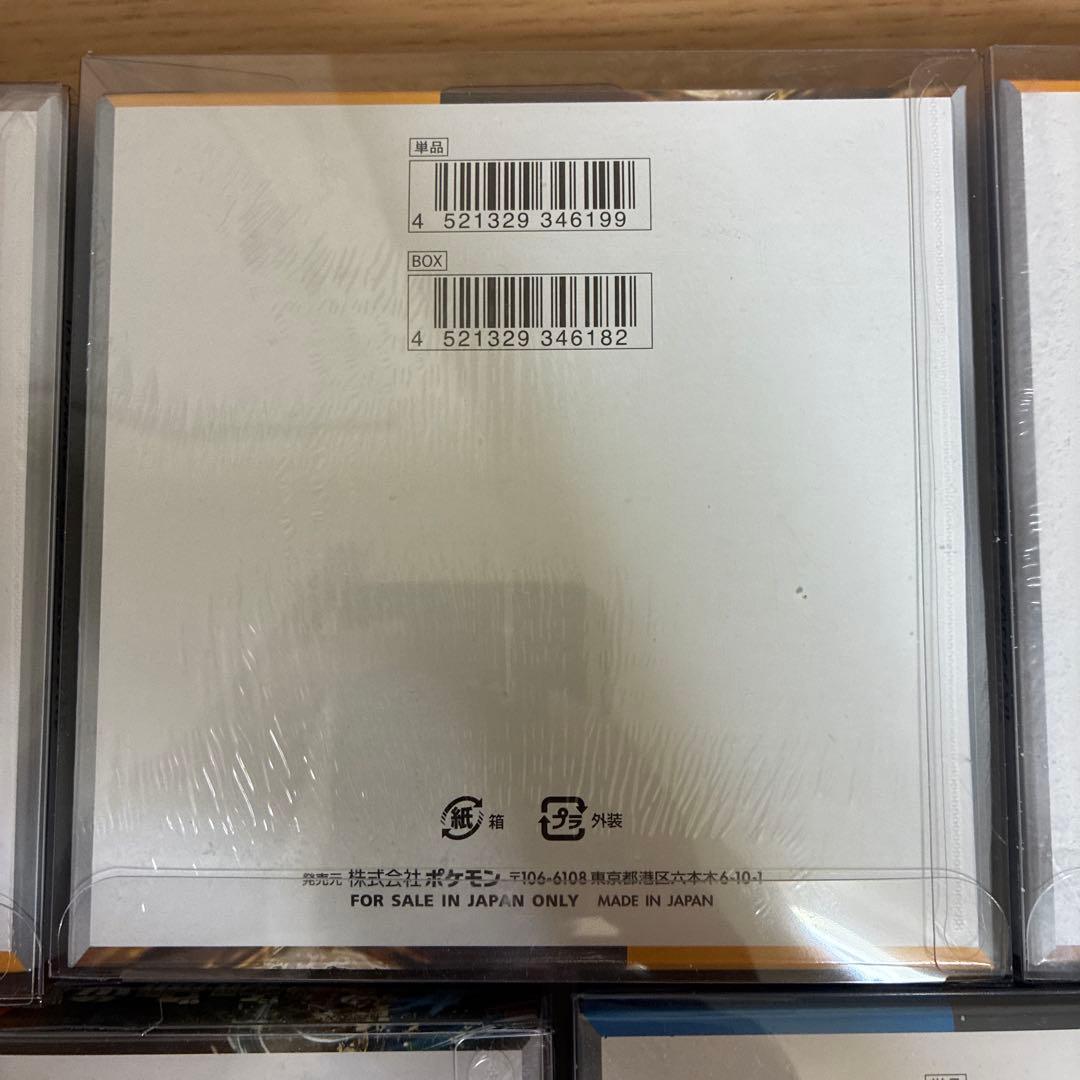 単品
4 521329 346199
BOX
4 521329 346182
紙 箱 プラ 外装
発売元 株式会社 ポケモン 〒106-6108 東京都港区六本木6-10-1
FOR SALE IN JAPAN ONLY MADE IN JAPAN
単品